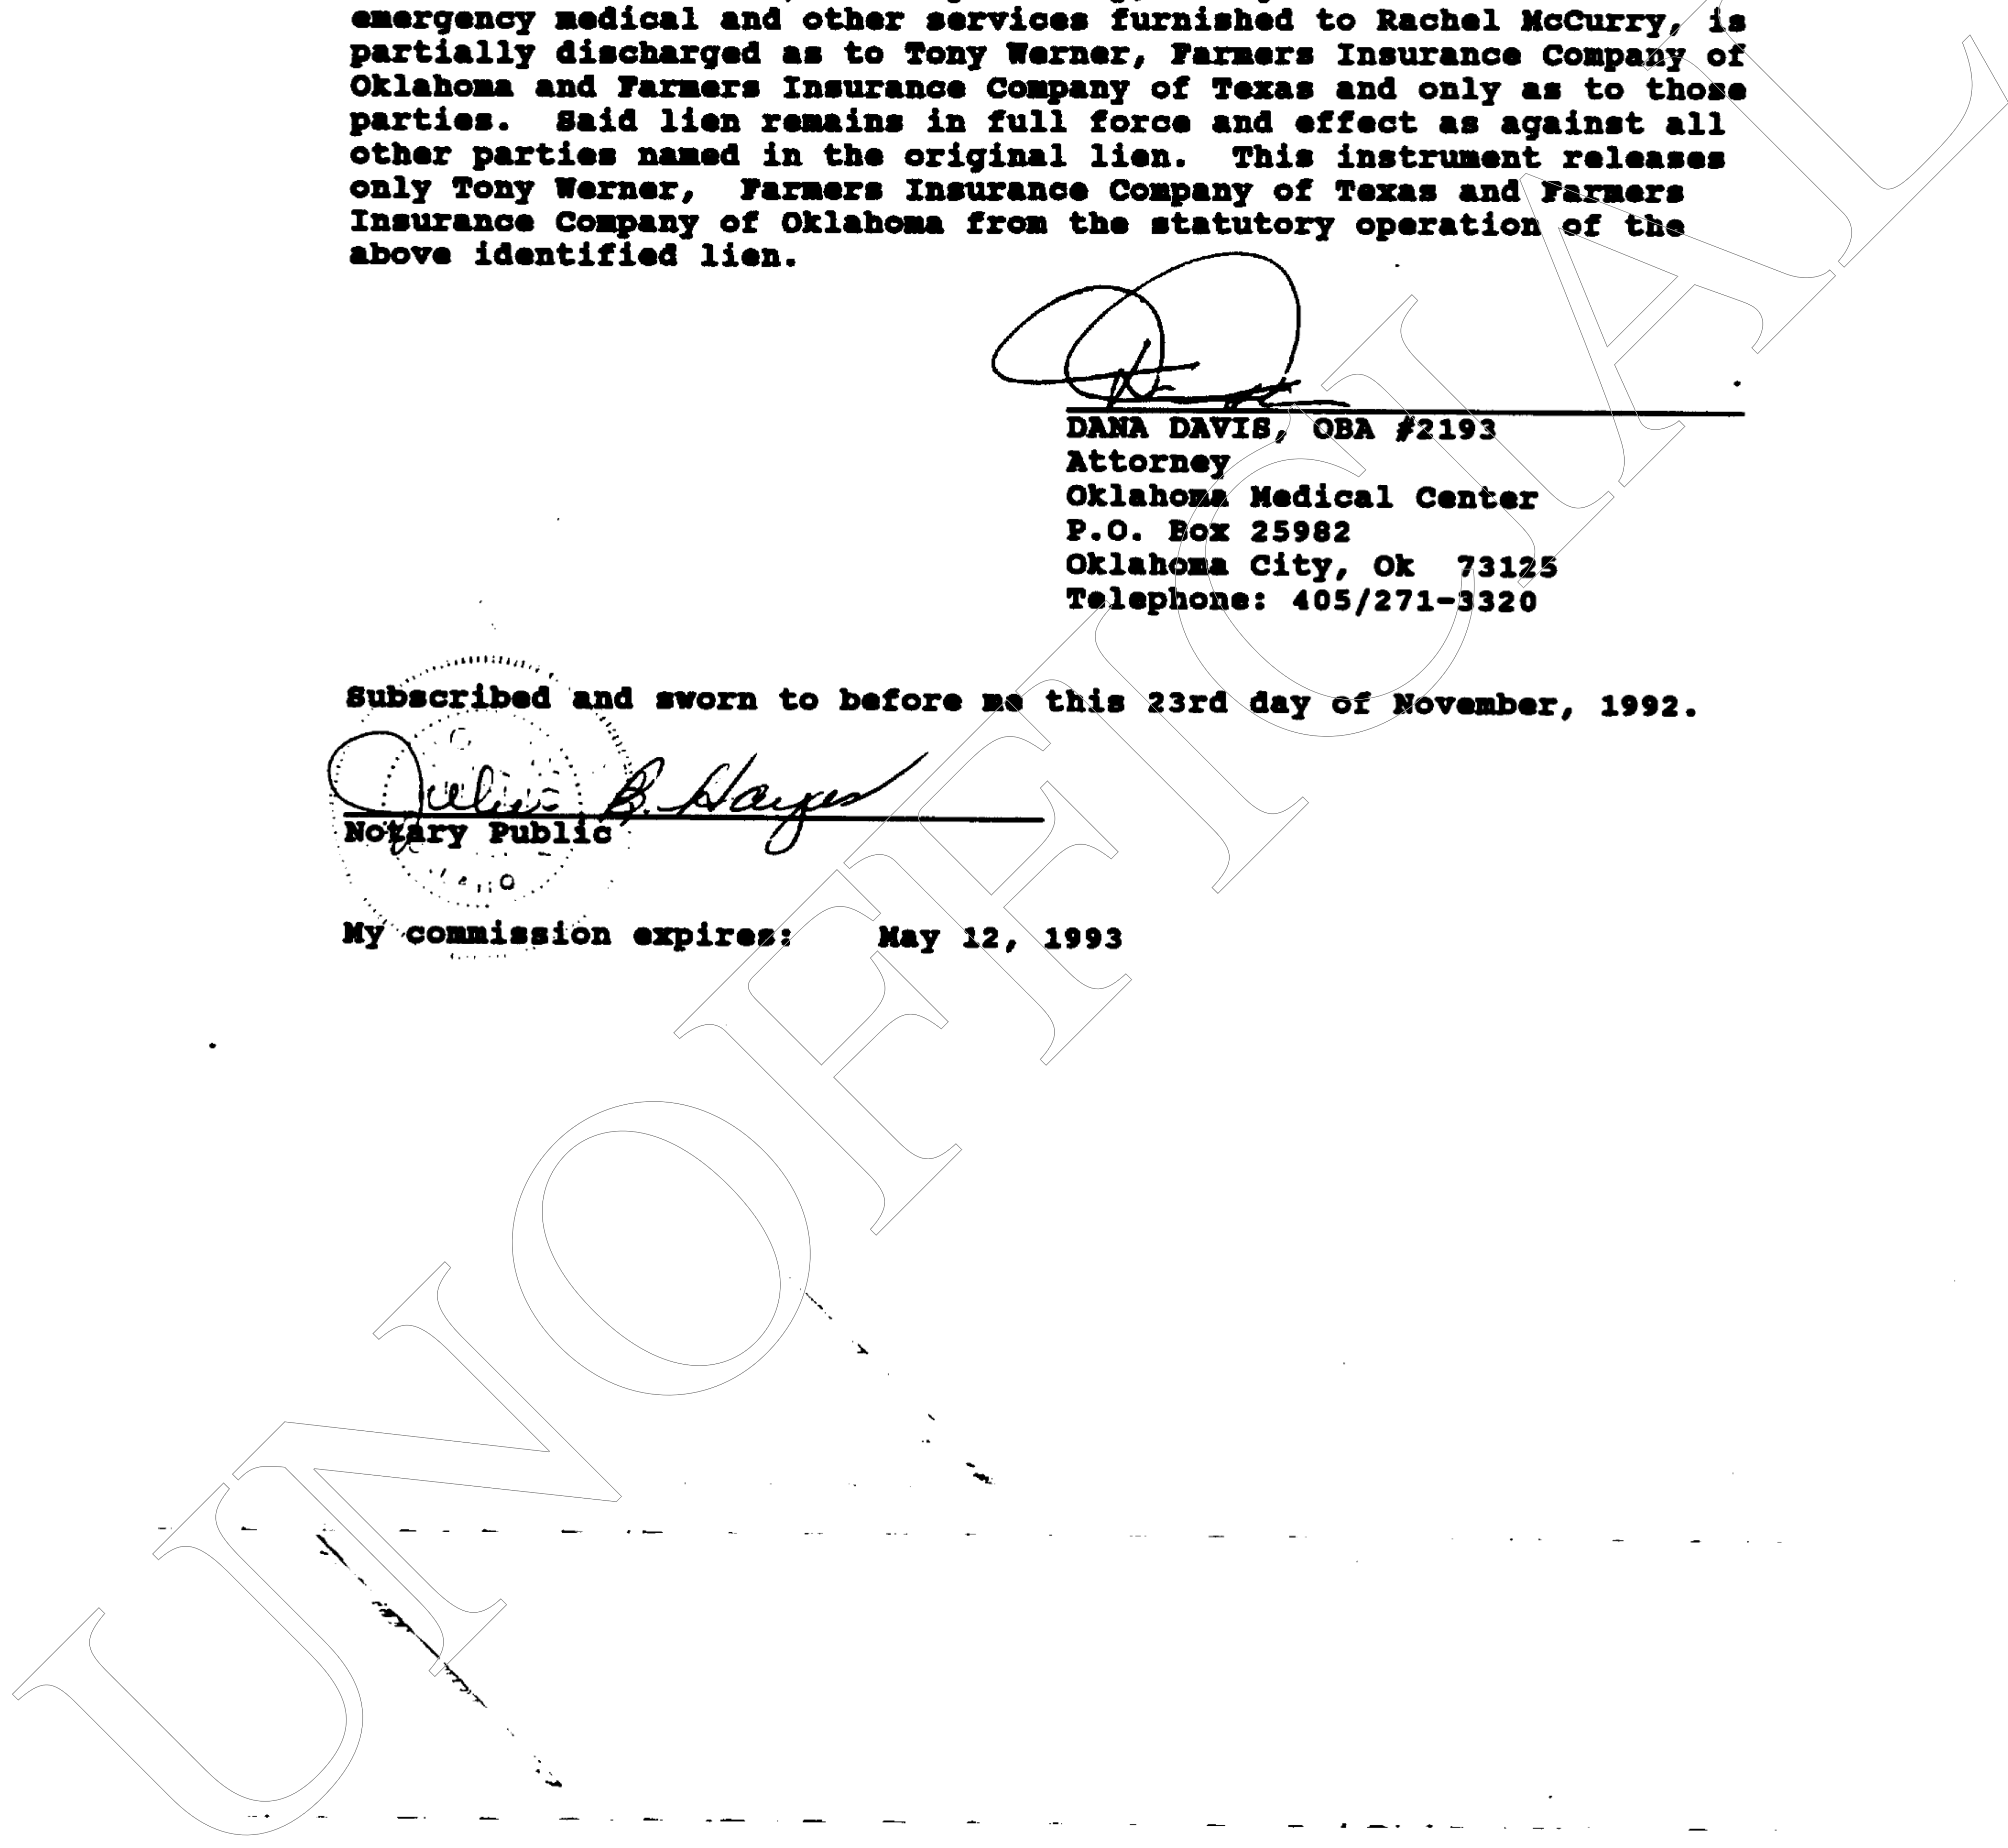 emergency medical and other services furnished to Rachel McCurry, is
partially discharged as to Tony Werner, Farmers Insurance Company of
Oklahoma and Farmers Insurance Company of Texas and only as to those
parties.  Said lien remains in full force and effect as against all
other parties named in the original lien.  This instrument releases
only Tony Werner,  Farmers Insurance Company of Texas and Farmers
Insurance Company of Oklahoma from the statutory operation of the
above identified lien.
DANA DAVIS, OBA #2193
Attorney
Oklahoma Medical Center
P.O. Box 25982
Oklahoma City, Ok  73125
Telephone: 405/271-3320
Subscribed and sworn to before me this 23rd day of November, 1992.
B. Hayes
Notary Public
My commission expires:    May 12, 1993
UNOFFICIAL